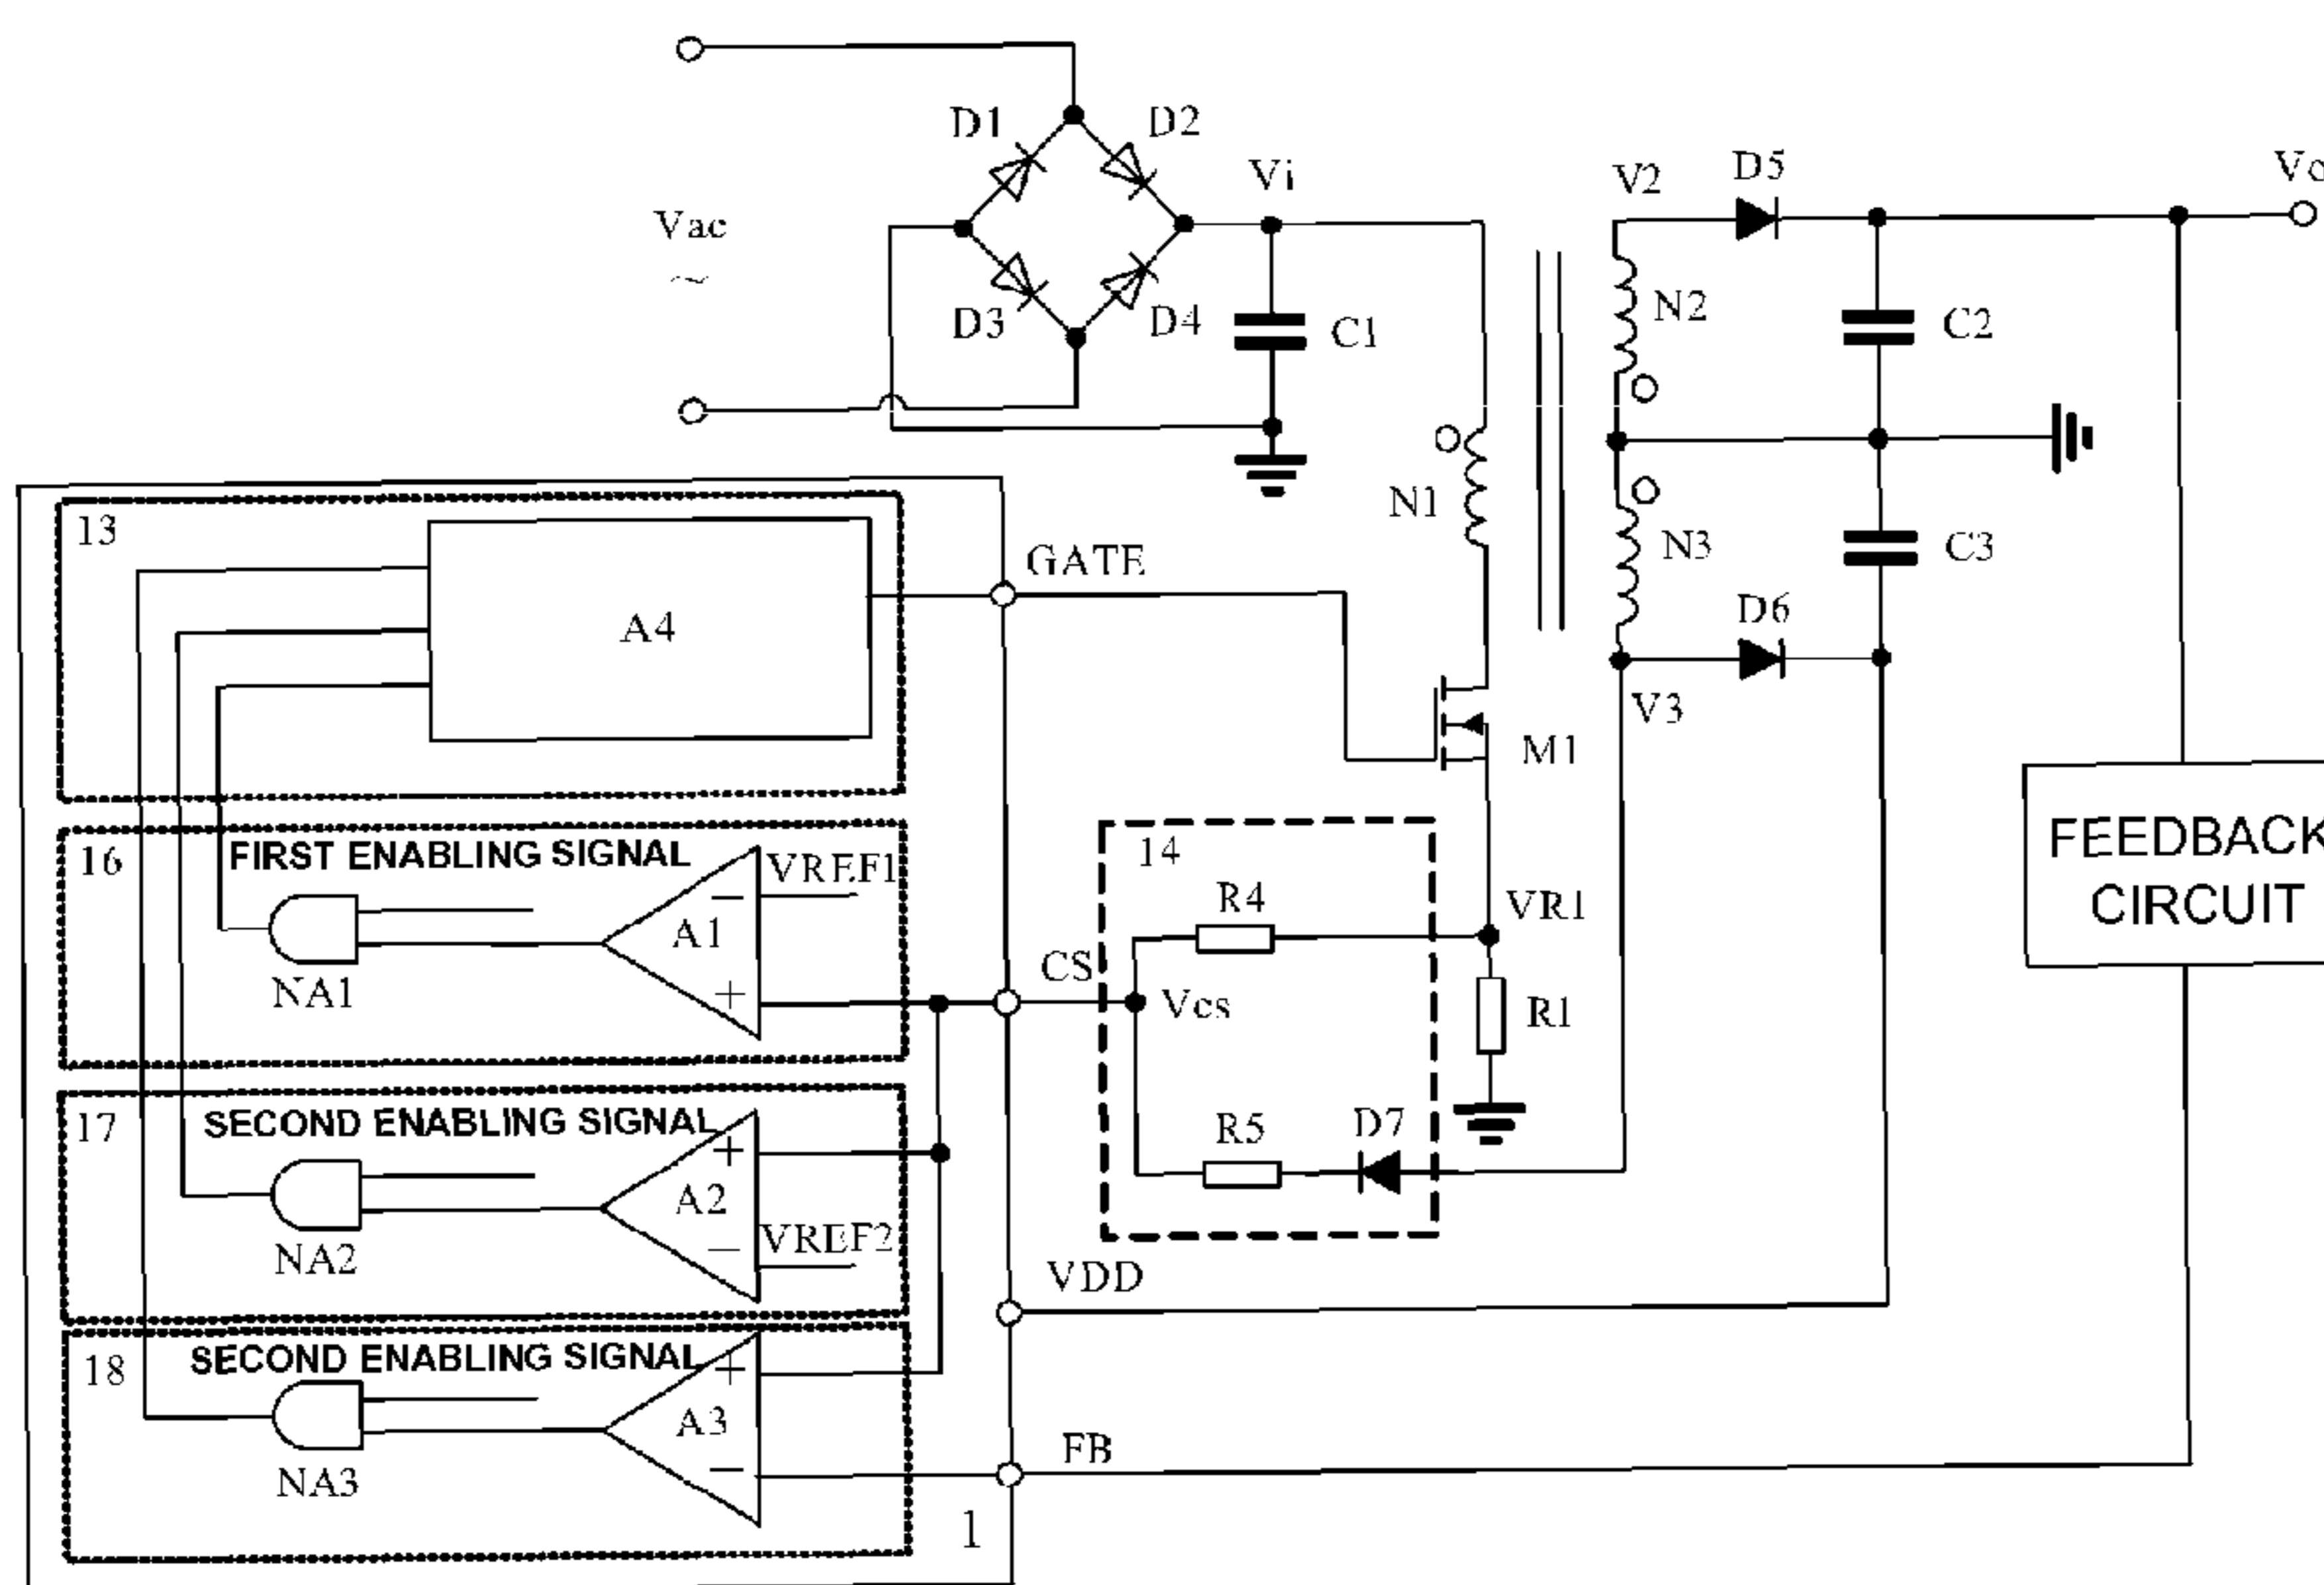 D1
D2
Vac
~
Vi
D3
D4
C1
V2
D5
N2
C2
N1
N3
C3
D6
V3
13
A4
GATE
M1
FEEDBACK
CIRCUIT
16
FIRST ENABLING SIGNAL
VREF1
−
A1
+
NA1
CS
14
R4
VR1
Vcs
R1
R5
D7
17
SECOND ENABLING SIGNAL
+
A2
−
VREF2
NA2
VDD
18
SECOND ENABLING SIGNAL
+
A3
−
NA3
FB
1